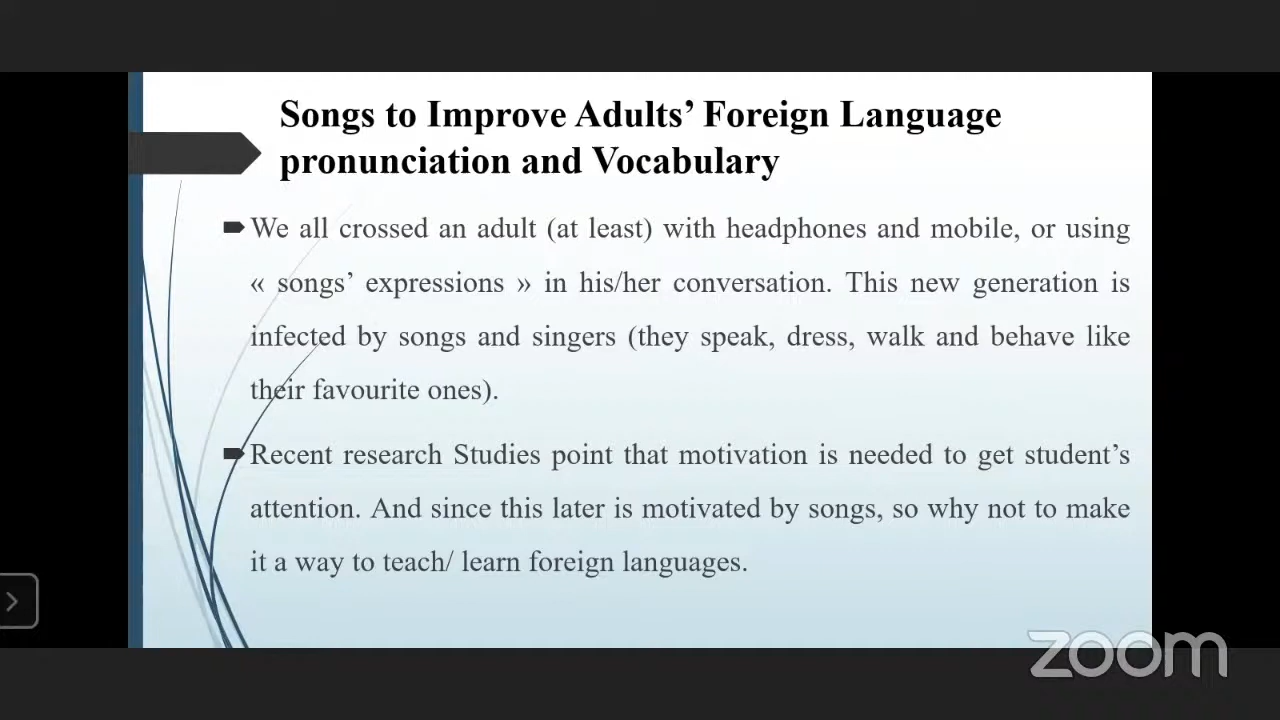 Songs to Improve Adults’ Foreign Language
pronunciation and Vocabulary
We all crossed an adult (at least) with headphones and mobile, or using
« songs’ expressions » in his/her conversation. This new generation is
infected by songs and singers (they speak, dress, walk and behave like
their favourite ones).
Recent research Studies point that motivation is needed to get student’s
attention. And since this later is motivated by songs, so why not to make
it a way to teach/ learn foreign languages.
zoom